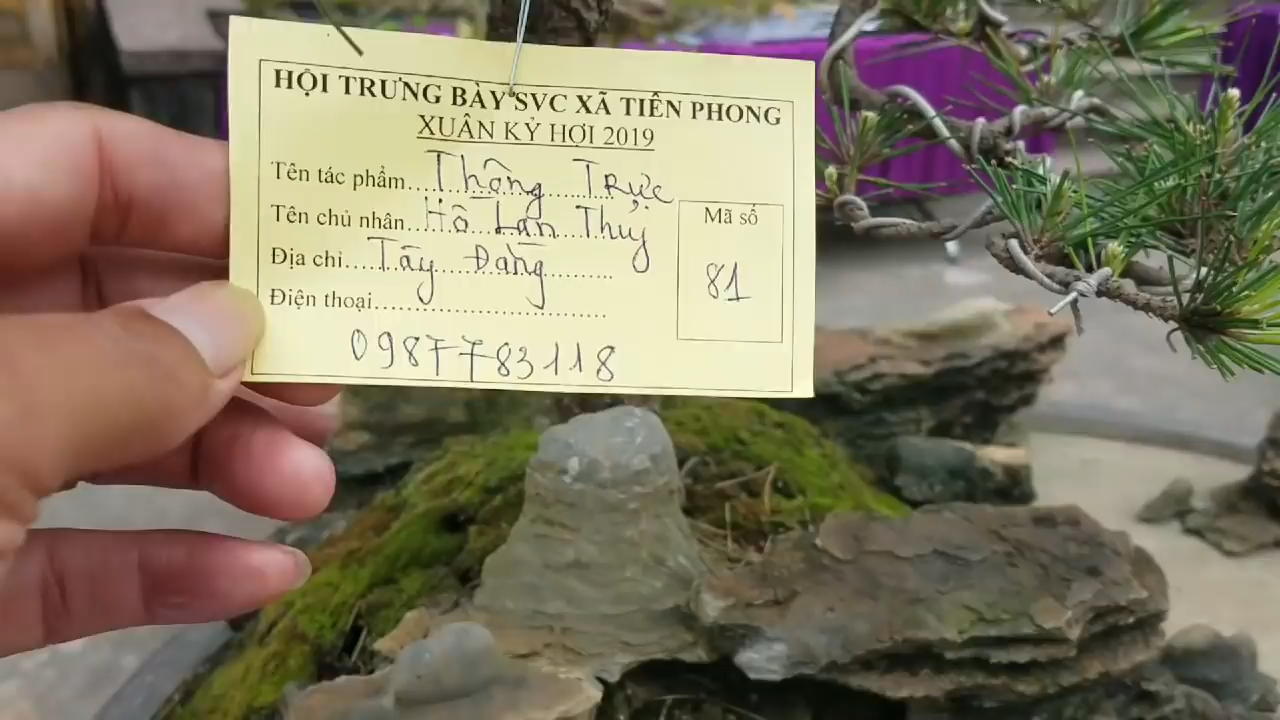 HỘI TRƯNG BÀY SVC XÃ TIÊN PHONG
XUÂN KỶ HỢI 2019
Tên tác phẩm....Thông Trực
Tên chủ nhân...Hồ Lan Thuỷ
Địa chỉ......Tây Đằng.........
Điện thoại..............................
0987783118
Mã số
81